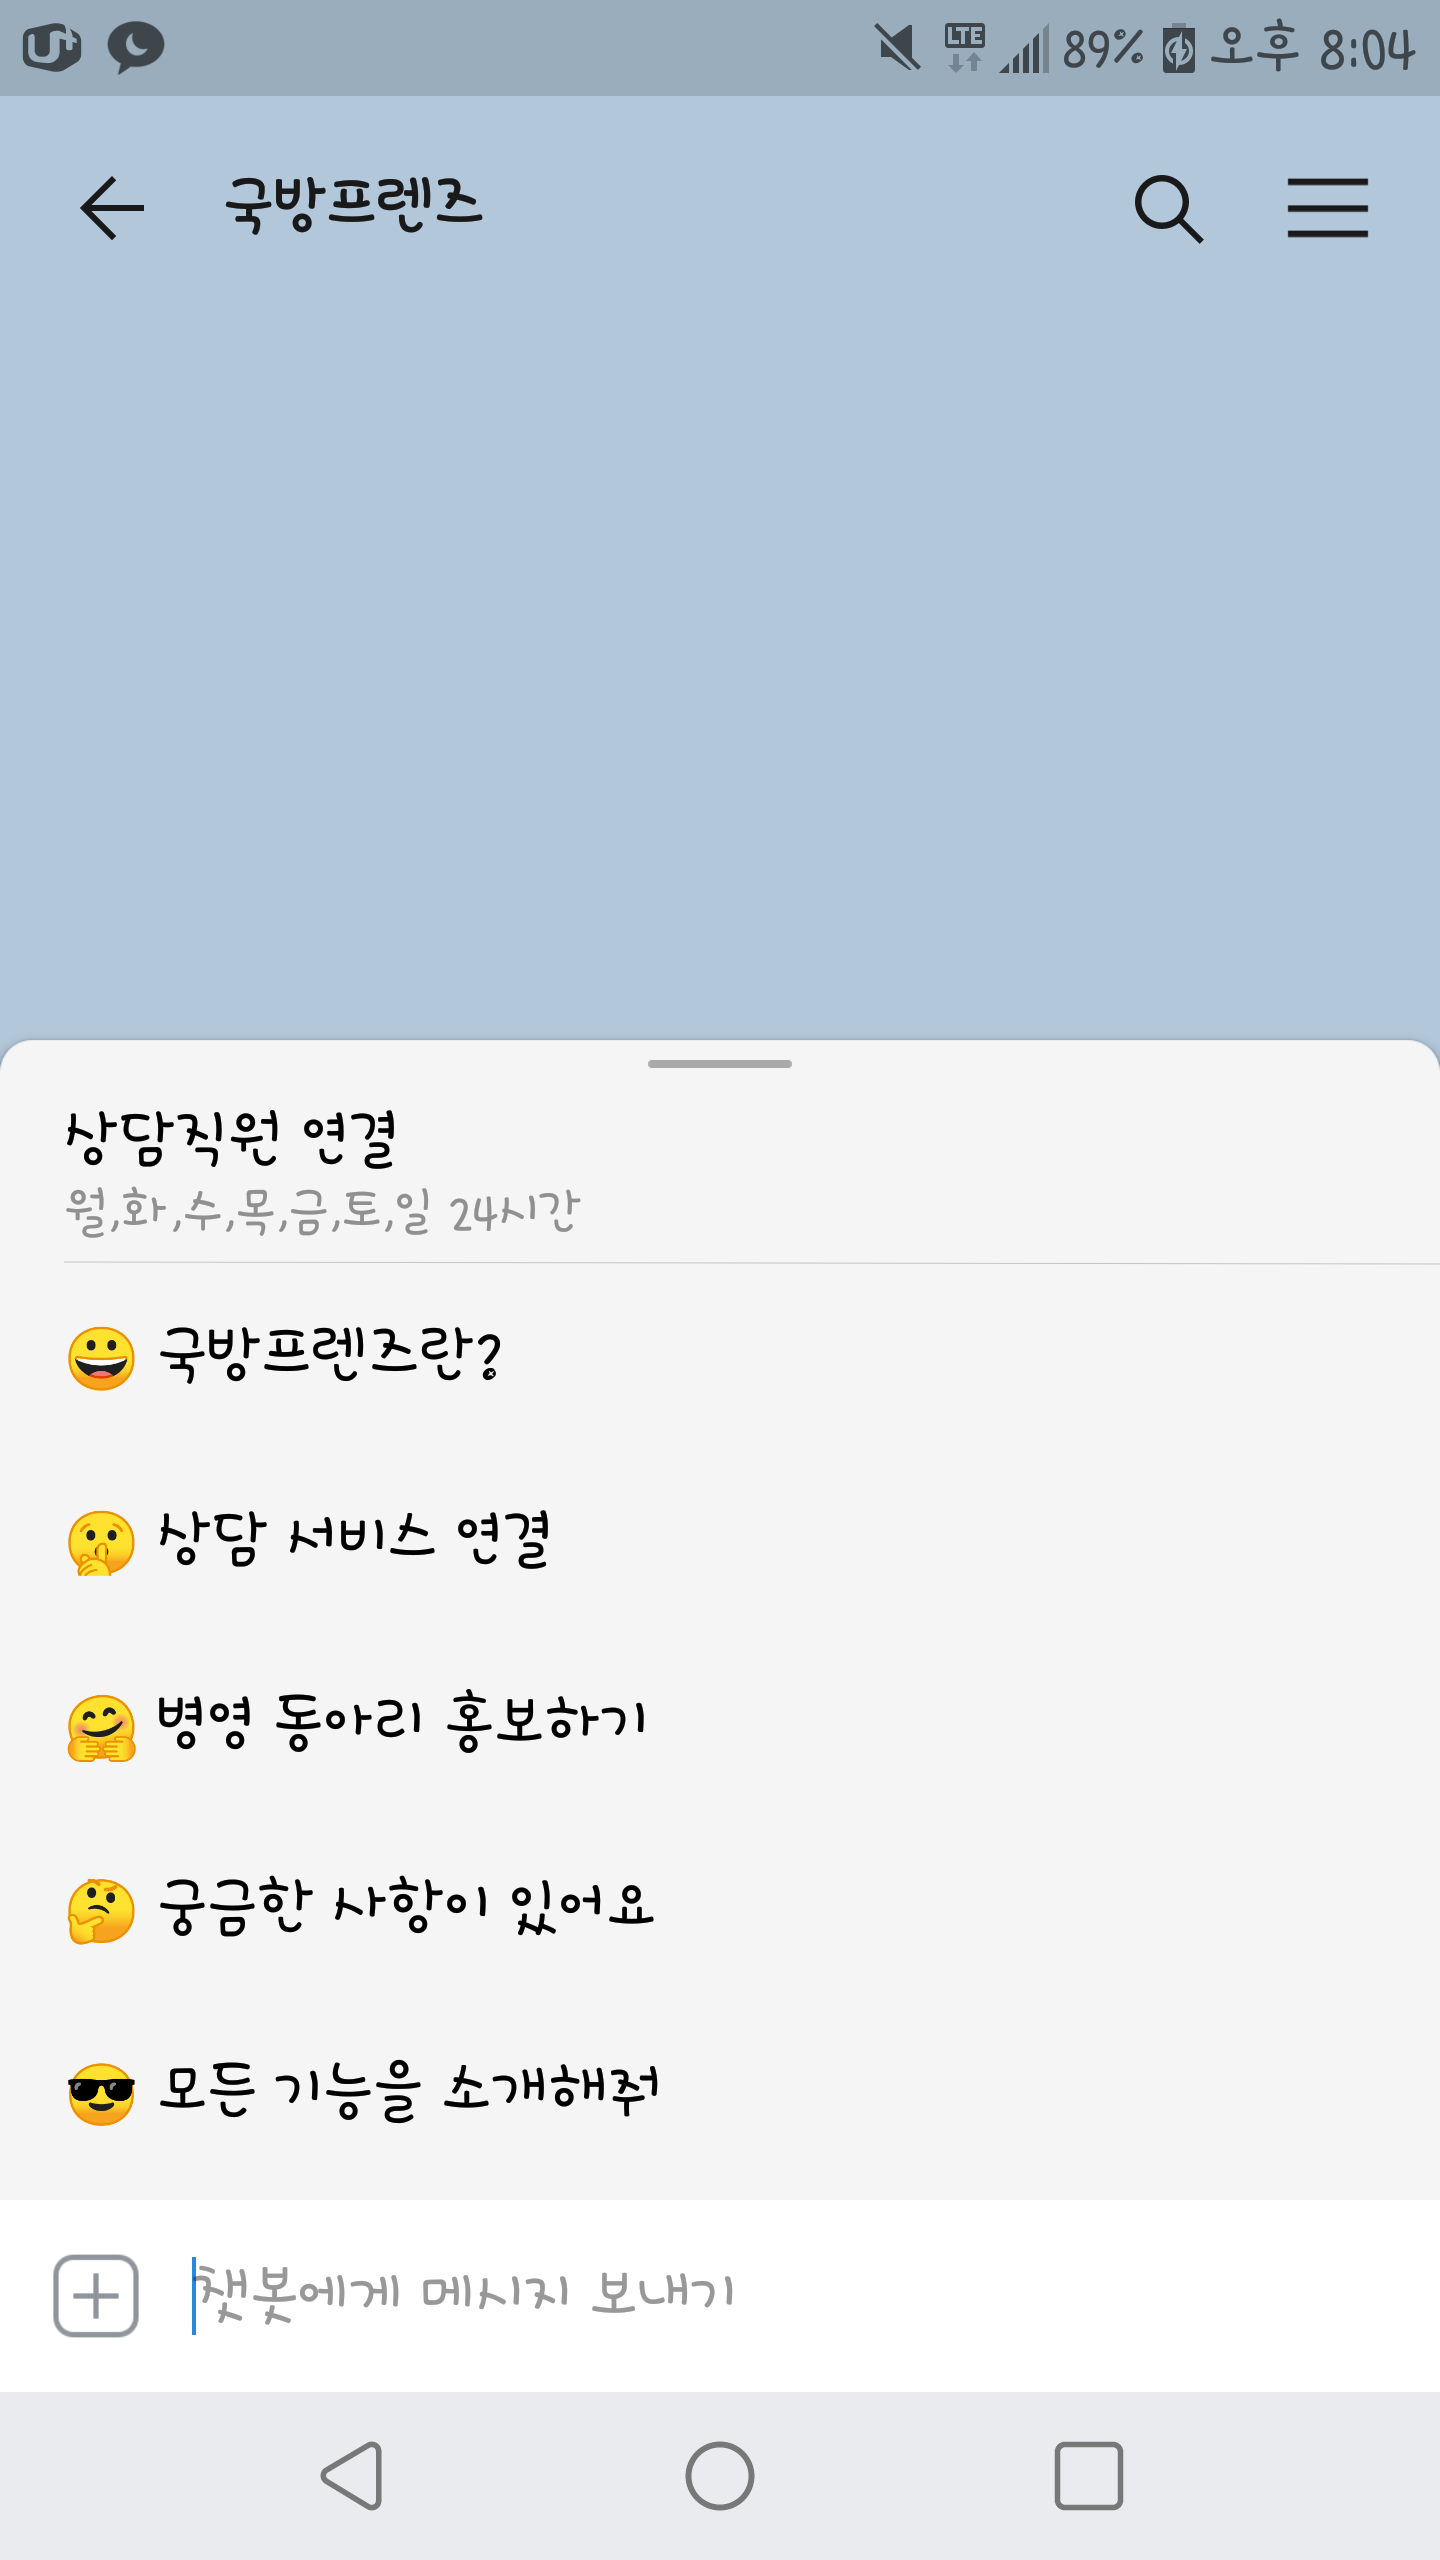 U+
LTE 89% 오후 8:04
국방프렌즈
상담직원 연결
월,화,수,목,금,토,일 24시간
😀 국방프렌즈란?
🤫 상담 서비스 연결
🤗 병영 동아리 홍보하기
🤔 궁금한 사항이 있어요
😎 모든 기능을 소개해줘
챗봇에게 메시지 보내기